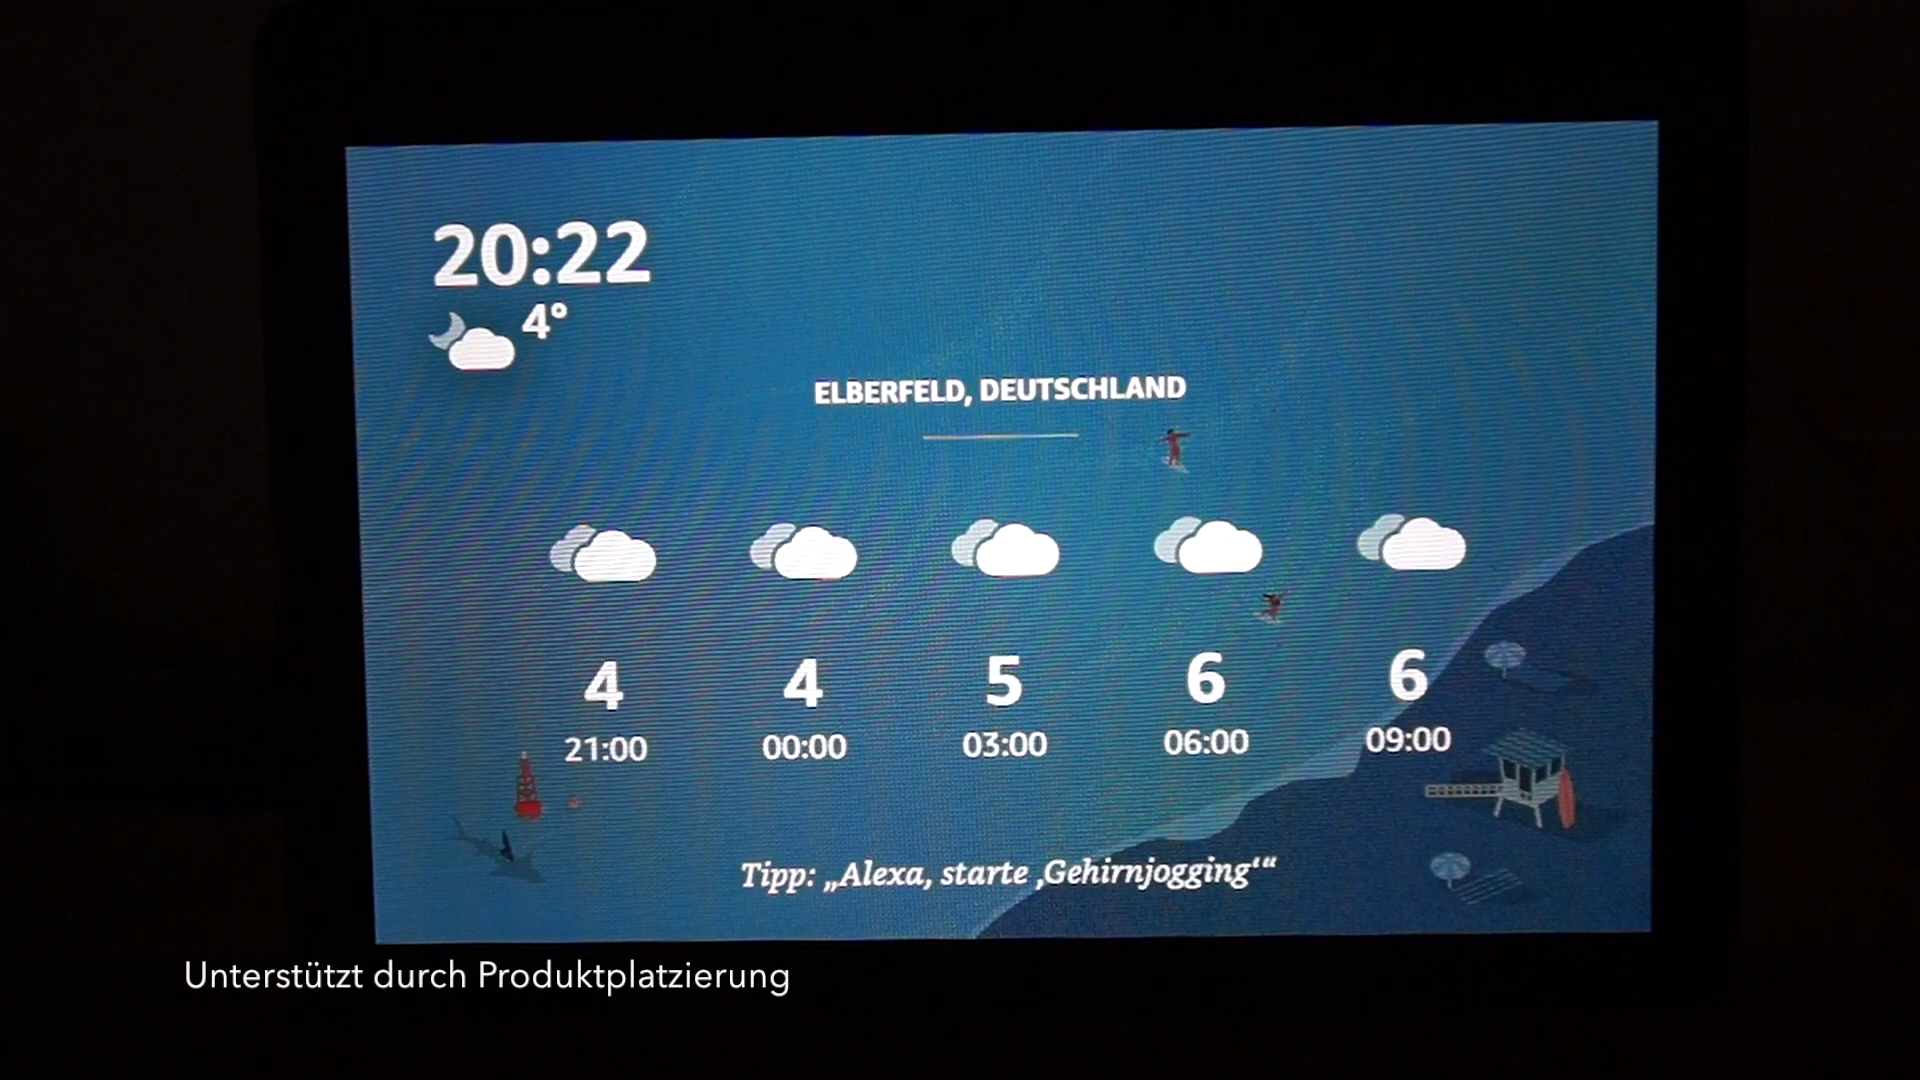 20:22
4°
ELBERFELD, DEUTSCHLAND
4 4 5 6 6
21:00 00:00 03:00 06:00 09:00
Tipp: „Alexa, starte ‚Gehirnjogging‘“
Unterstützt durch Produktplatzierung